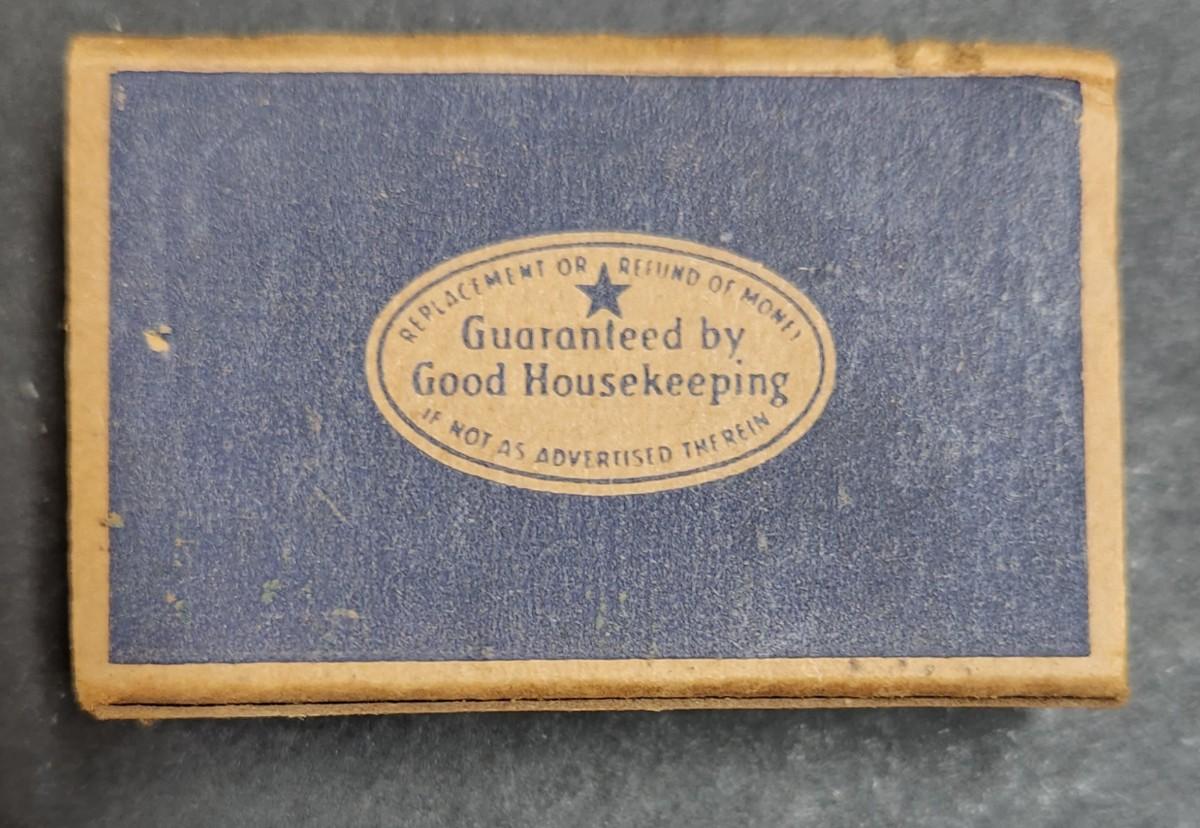 REPLACEMENT OR REFUND OF MONEY
Guaranteed by
Good Housekeeping
IF NOT AS ADVERTISED THEREIN